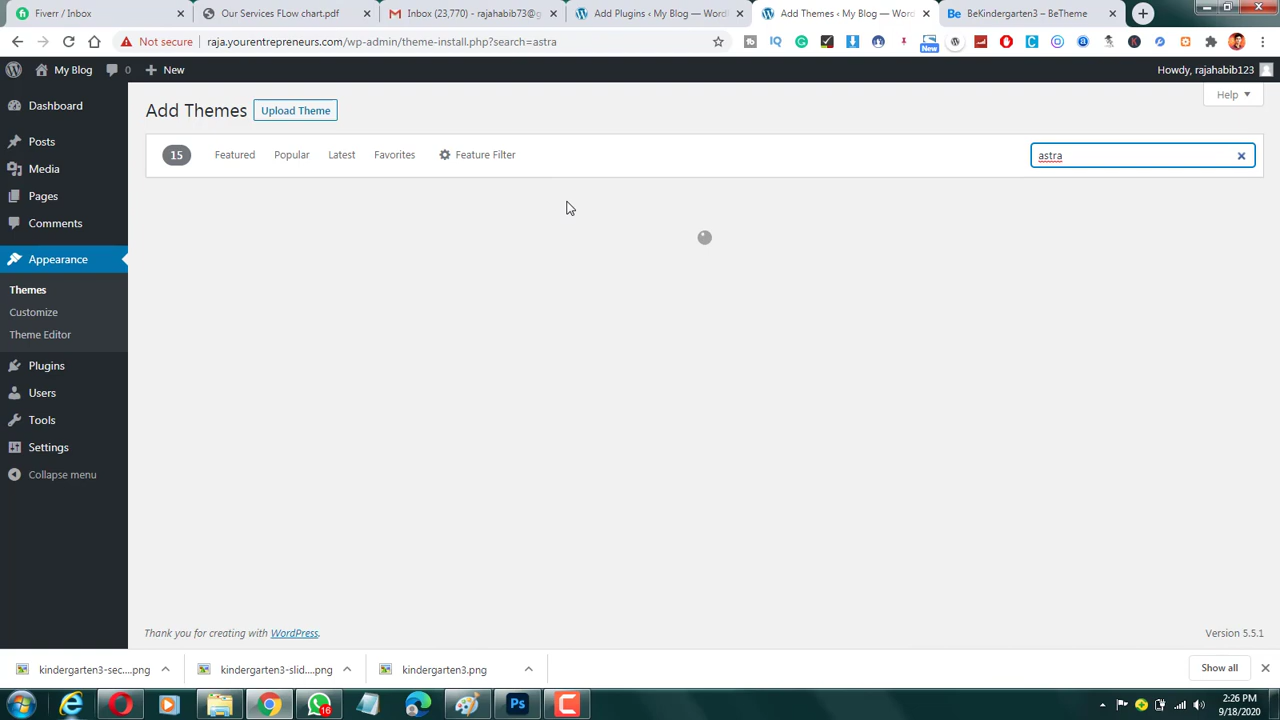 Fiverr / Inbox
Our Services FLow chart.pdf
Inbox (23,770) - rajahabib73@
Add Plugins ‹ My Blog — Word
Add Themes ‹ My Blog — Wor
Be BeKindergarten3 – BeTheme
Not secure raja.yourentrepreneurs.com/wp-admin/theme-install.php?search=astra
New
My Blog 0 New
Howdy, rajahabib123
Help
Dashboard
Posts
Media
Pages
Comments
Appearance
Themes
Customize
Theme Editor
Plugins
Users
Tools
Settings
Collapse menu
Add Themes
Upload Theme
15 Featured Popular Latest Favorites Feature Filter
astra
Thank you for creating with WordPress.
Version 5.5.1
kindergarten3-sec....png
kindergarten3-slid....png
kindergarten3.png
Show all
16
Ps
2:26 PM
9/18/2020